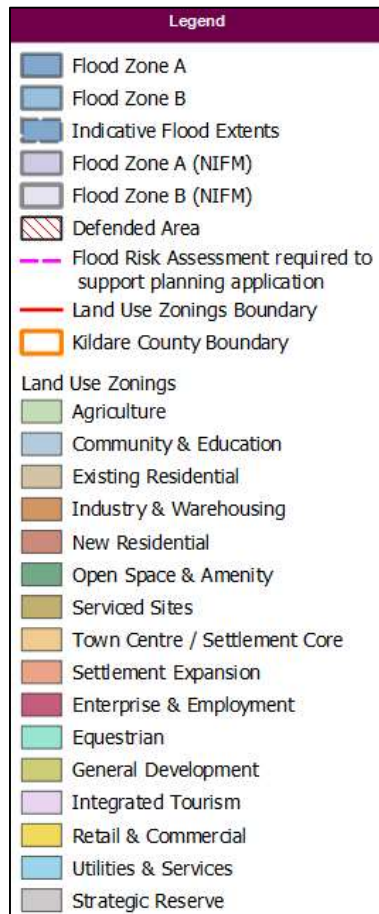 Legend
Flood Zone A
Flood Zone B
Indicative Flood Extents
Flood Zone A (NIFM)
Flood Zone B (NIFM)
Defended Area
Flood Risk Assessment required to
support planning application
Land Use Zonings Boundary
Kildare County Boundary
Land Use Zonings
Agriculture
Community & Education
Existing Residential
Industry & Warehousing
New Residential
Open Space & Amenity
Serviced Sites
Town Centre / Settlement Core
Settlement Expansion
Enterprise & Employment
Equestrian
General Development
Integrated Tourism
Retail & Commercial
Utilities & Services
Strategic Reserve